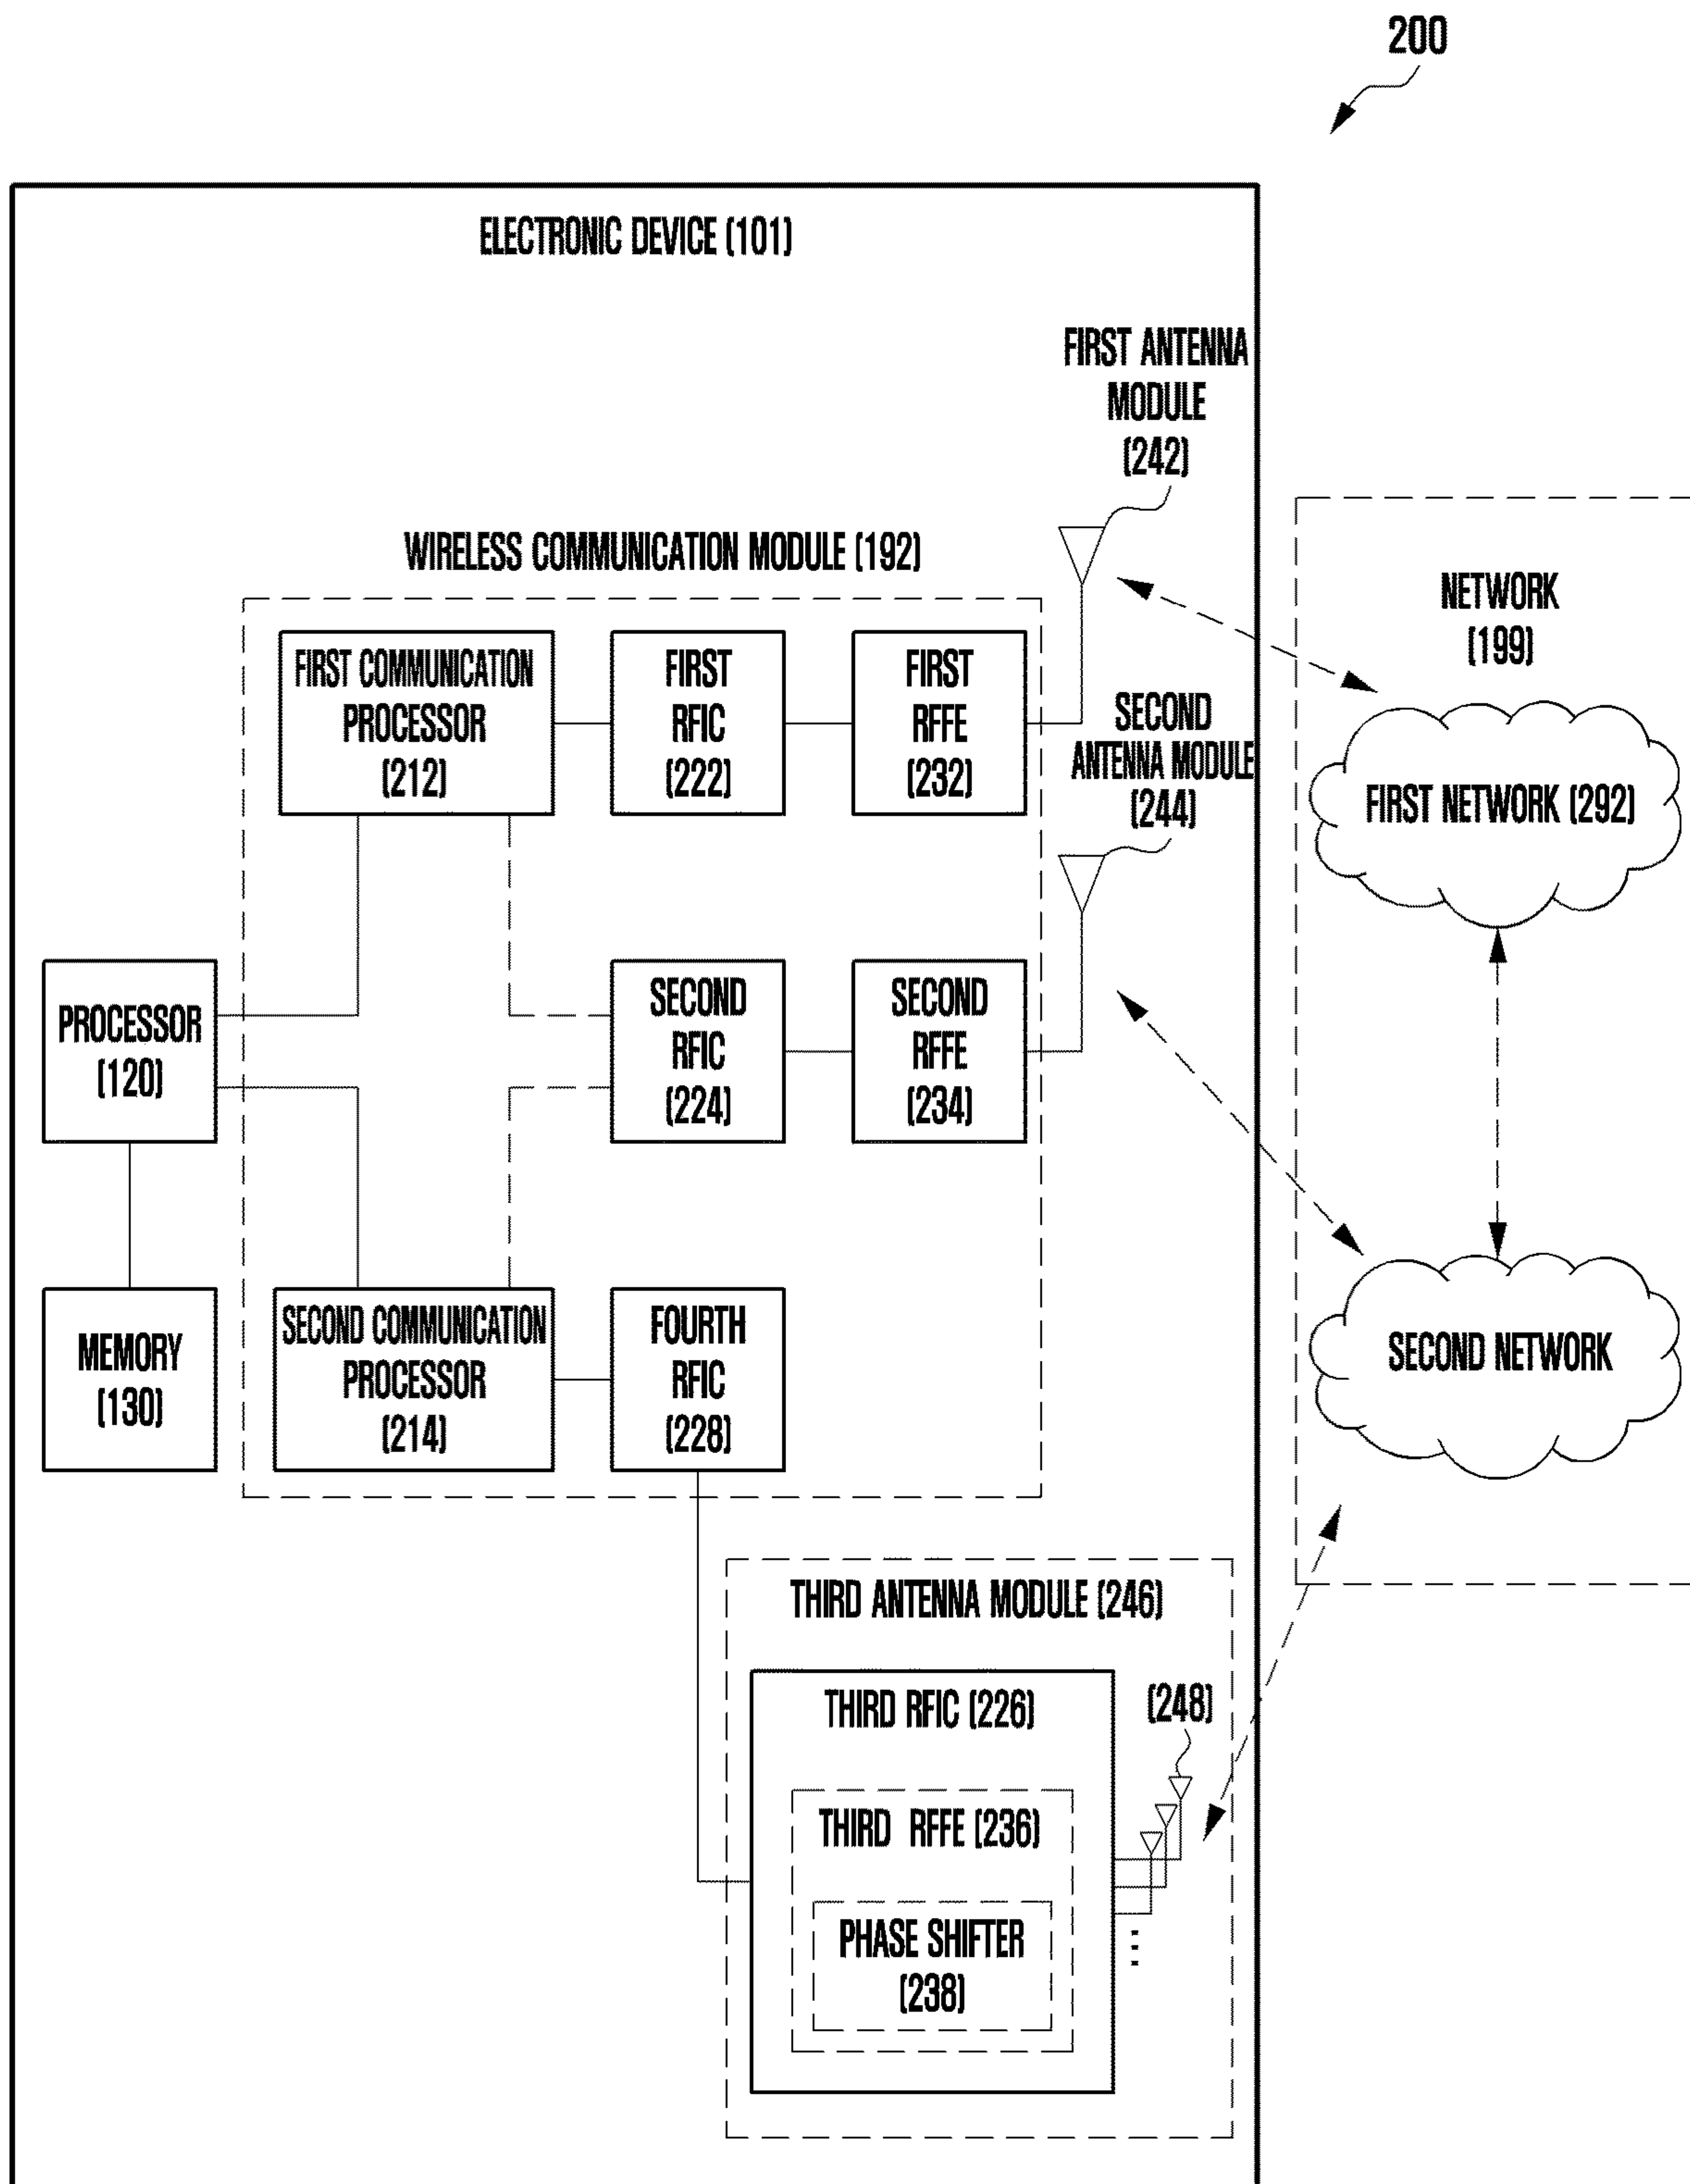 200
ELECTRONIC DEVICE (101)
FIRST ANTENNA
MODULE
(242)
WIRELESS COMMUNICATION MODULE (192)
FIRST COMMUNICATION
PROCESSOR
(212)
FIRST
RFIC
(222)
FIRST
RFFE
(232)
SECOND
ANTENNA MODULE
(244)
NETWORK
(199)
FIRST NETWORK (292)
PROCESSOR
(120)
SECOND
RFIC
(224)
SECOND
RFFE
(234)
MEMORY
(130)
SECOND COMMUNICATION
PROCESSOR
(214)
FOURTH
RFIC
(228)
SECOND NETWORK
THIRD ANTENNA MODULE (246)
THIRD RFIC (226)
(248)
THIRD RFFE (236)
PHASE SHIFTER
(238)
...